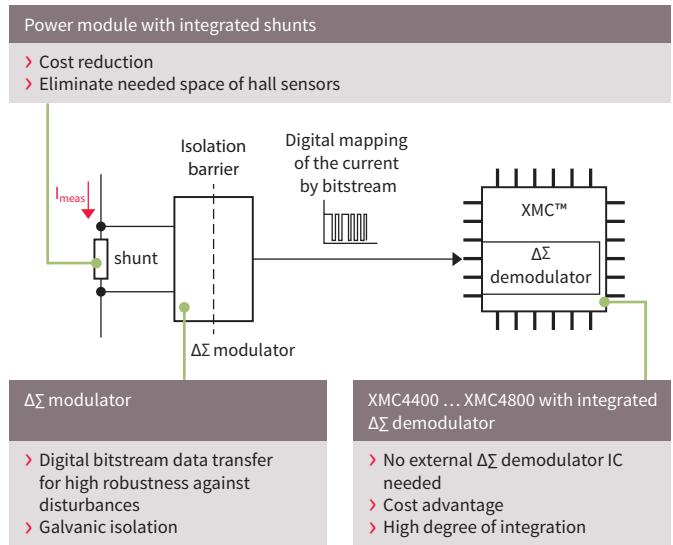 Power module with integrated shunts
> Cost reduction
> Eliminate needed space of hall sensors
Isolation
barrier
Digital mapping
of the current
by bitstream
Imeas
shunt
XMC™
ΔΣ
demodulator
ΔΣ modulator
ΔΣ modulator
> Digital bitstream data transfer
for high robustness against
disturbances
> Galvanic isolation
XMC4400 ... XMC4800 with integrated
ΔΣ demodulator
> No external ΔΣ demodulator IC
needed
> Cost advantage
> High degree of integration